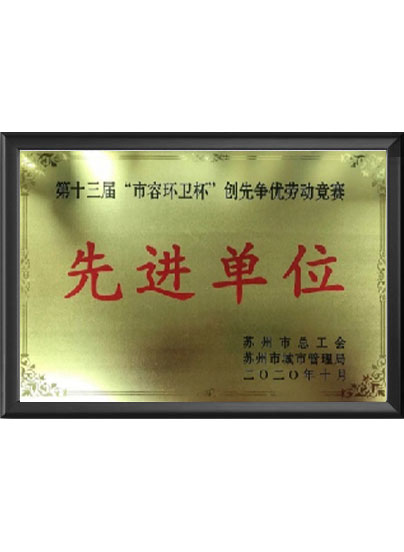 第十三届“市容环卫杯”创先争优劳动竞赛
先进单位
苏州市总工会
苏州市城市管理局
二〇二〇年十月